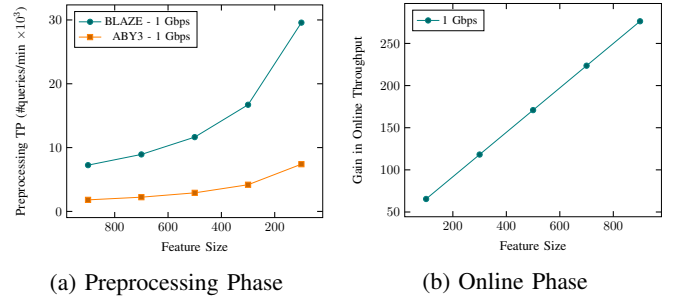 BLAZE - 1 Gbps
ABY3 - 1 Gbps
Preprocessing TP (#queries/min ×10³)
30
20
10
0
800
600
400
200
Feature Size
(a) Preprocessing Phase
1 Gbps
Gain in Online Throughput
250
200
150
100
50
200
400
600
800
Feature Size
(b) Online Phase